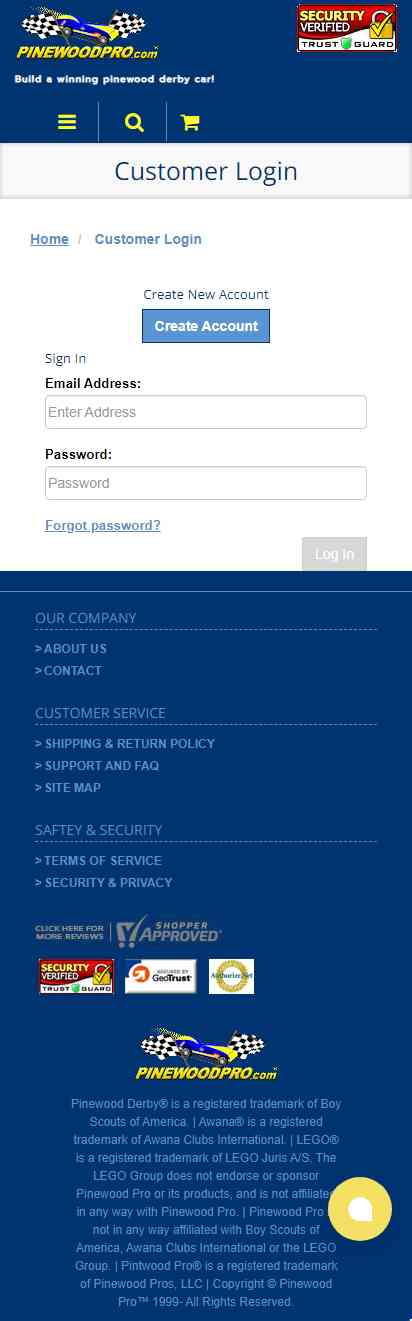 PINEWOODPRO.com
SECURITY
VERIFIED
TRUST GUARD
Build a winning pinewood derby car!
Customer Login
Home / Customer Login
Create New Account
Create Account
Sign In
Email Address:
Enter Address
Password:
Password
Forgot password?
Log In
OUR COMPANY
> ABOUT US
> CONTACT
CUSTOMER SERVICE
> SHIPPING & RETURN POLICY
> SUPPORT AND FAQ
> SITE MAP
SAFTEY & SECURITY
> TERMS OF SERVICE
> SECURITY & PRIVACY
CLICK HERE FOR
MORE REVIEWS
SHOPPER
APPROVED
SECURITY
VERIFIED
TRUST GUARD
SECURED BY
GeoTrust
Authorize.Net
PINEWOODPRO.com
Pinewood Derby® is a registered trademark of Boy
Scouts of America. | Awana® is a registered
trademark of Awana Clubs International. | LEGO®
is a registered trademark of LEGO Juris A/S. The
LEGO Group does not endorse or sponsor
Pinewood Pro or its products, and is not affiliated
in any way with Pinewood Pro. | Pinewood Pro
not in any way affiliated with Boy Scouts of
America, Awana Clubs International or the LEGO
Group. | Pintwood Pro® is a registered trademark
of Pinewood Pros, LLC | Copyright © Pinewood
Pro™ 1999- All Rights Reserved.